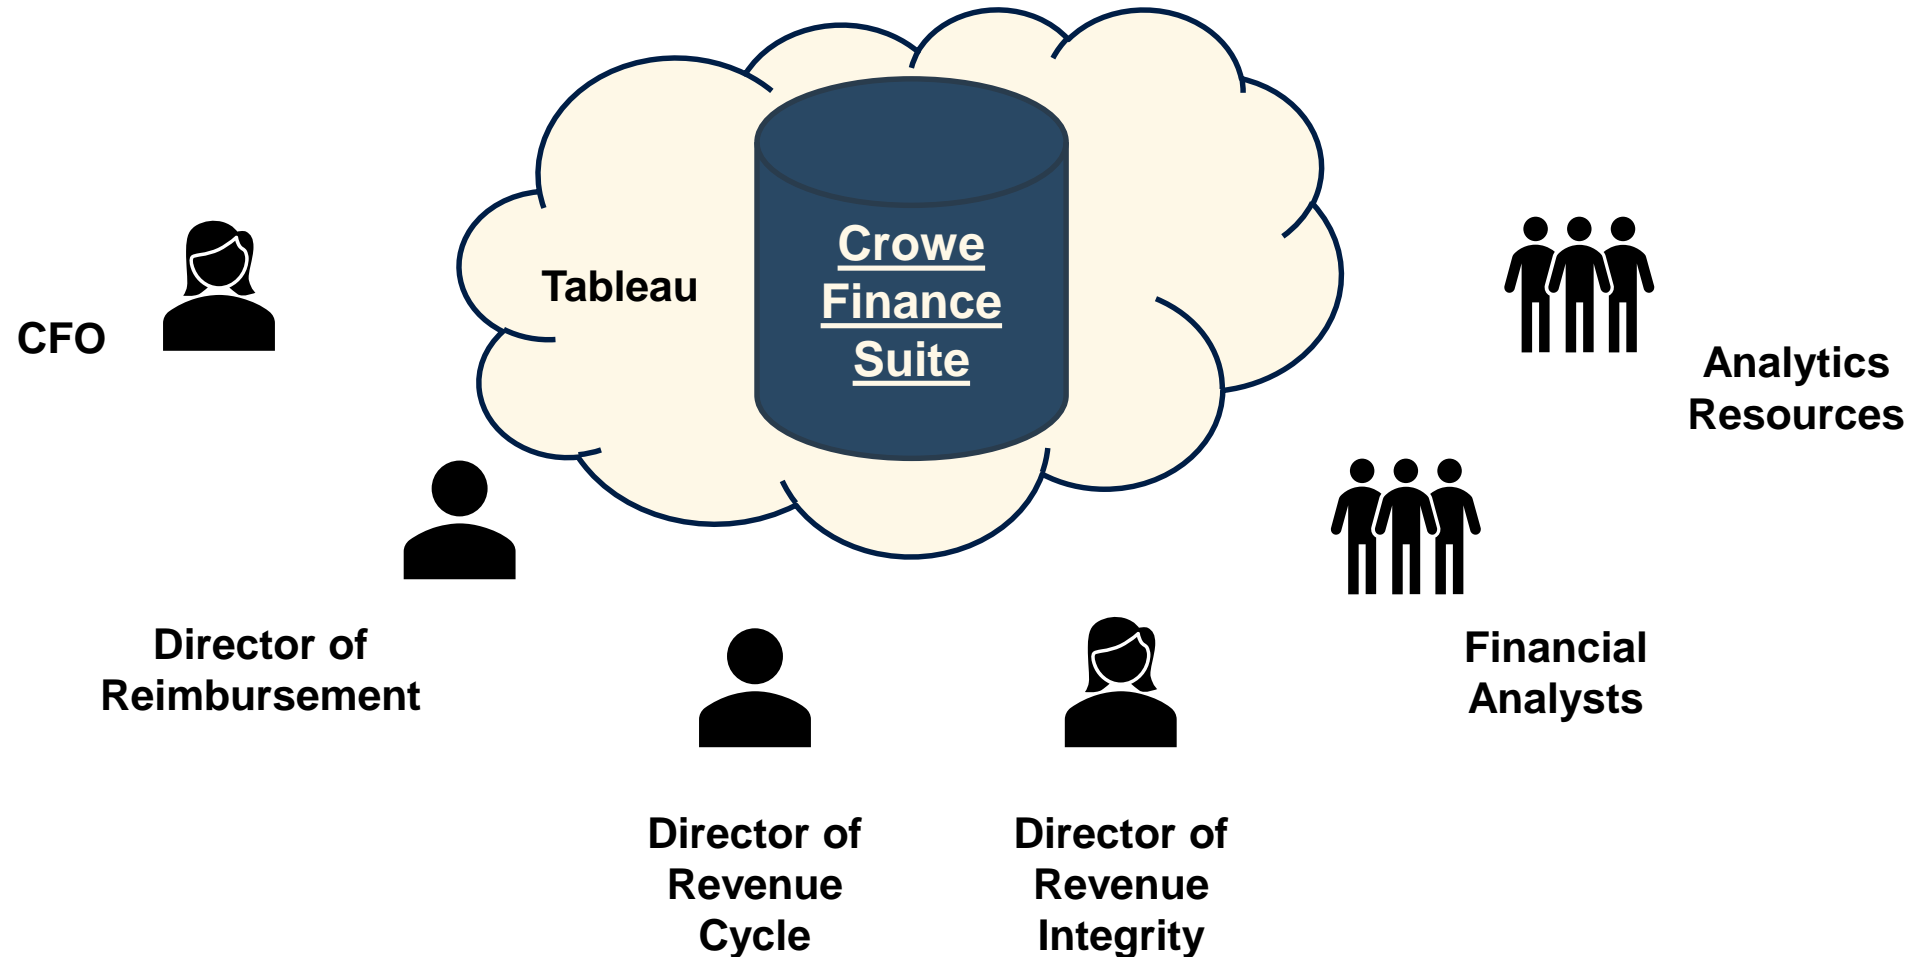 Crowe
Finance
Suite
Tableau
CFO
Analytics
Resources
Director of
Reimbursement
Financial
Analysts
Director of
Revenue
Cycle
Director of
Revenue
Integrity